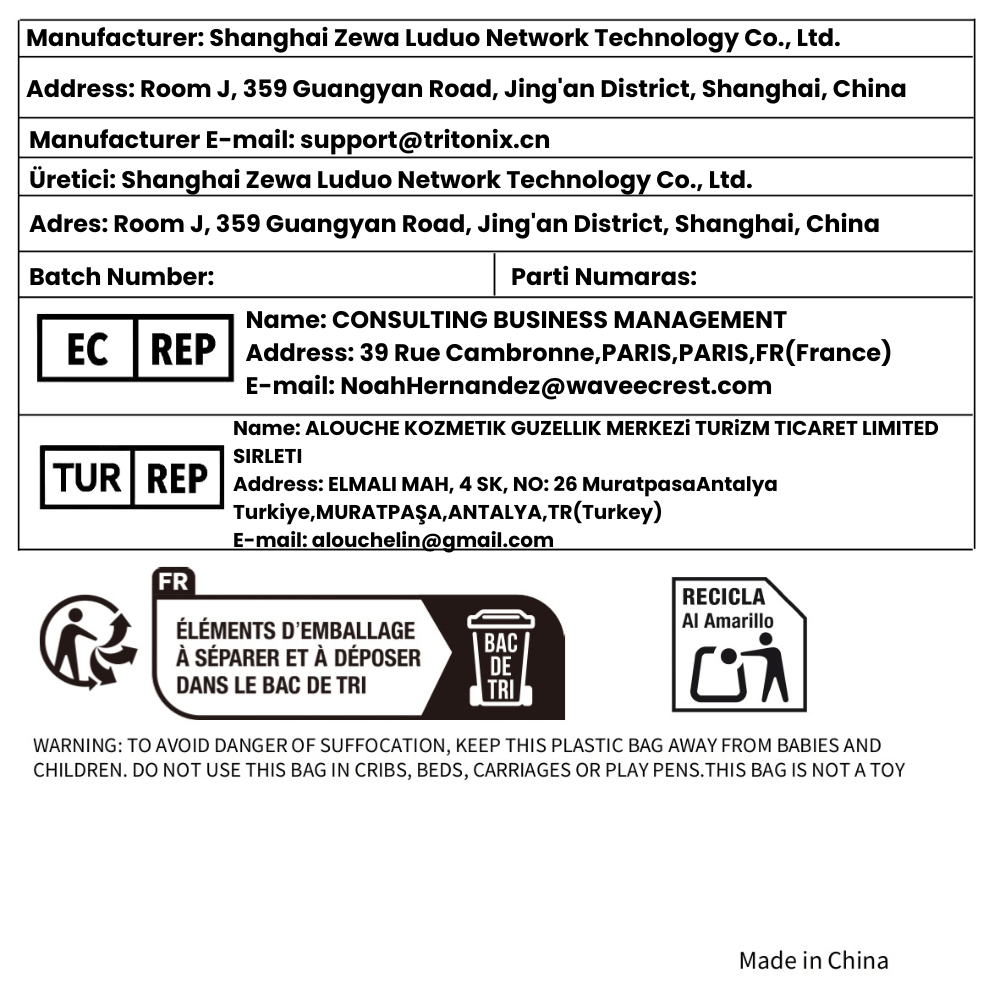 Manufacturer: Shanghai Zewa Luduo Network Technology Co., Ltd.
Address: Room J, 359 Guangyan Road, Jing'an District, Shanghai, China
Manufacturer E-mail: support@tritonix.cn
Üretici: Shanghai Zewa Luduo Network Technology Co., Ltd.
Adres: Room J, 359 Guangyan Road, Jing'an District, Shanghai, China
Batch Number:
Parti Numaras:
EC REP
Name: CONSULTING BUSINESS MANAGEMENT
Address: 39 Rue Cambronne,PARIS,PARIS,FR(France)
E-mail: NoahHernandez@waveecrest.com
TUR REP
Name: ALOUCHE KOZMETIK GUZELLIK MERKEZi TURiZM TICARET LIMITED
SIRLETI
Address: ELMALI MAH, 4 SK, NO: 26 MuratpasaAntalya
Turkiye,MURATPAŞA,ANTALYA,TR(Turkey)
E-mail: alouchelin@gmail.com
FR
ÉLÉMENTS D'EMBALLAGE
À SÉPARER ET À DÉPOSER
DANS LE BAC DE TRI
BAC
DE
TRI
RECICLA
Al Amarillo
WARNING: TO AVOID DANGER OF SUFFOCATION, KEEP THIS PLASTIC BAG AWAY FROM BABIES AND
CHILDREN. DO NOT USE THIS BAG IN CRIBS, BEDS, CARRIAGES OR PLAY PENS.THIS BAG IS NOT A TOY
Made in China